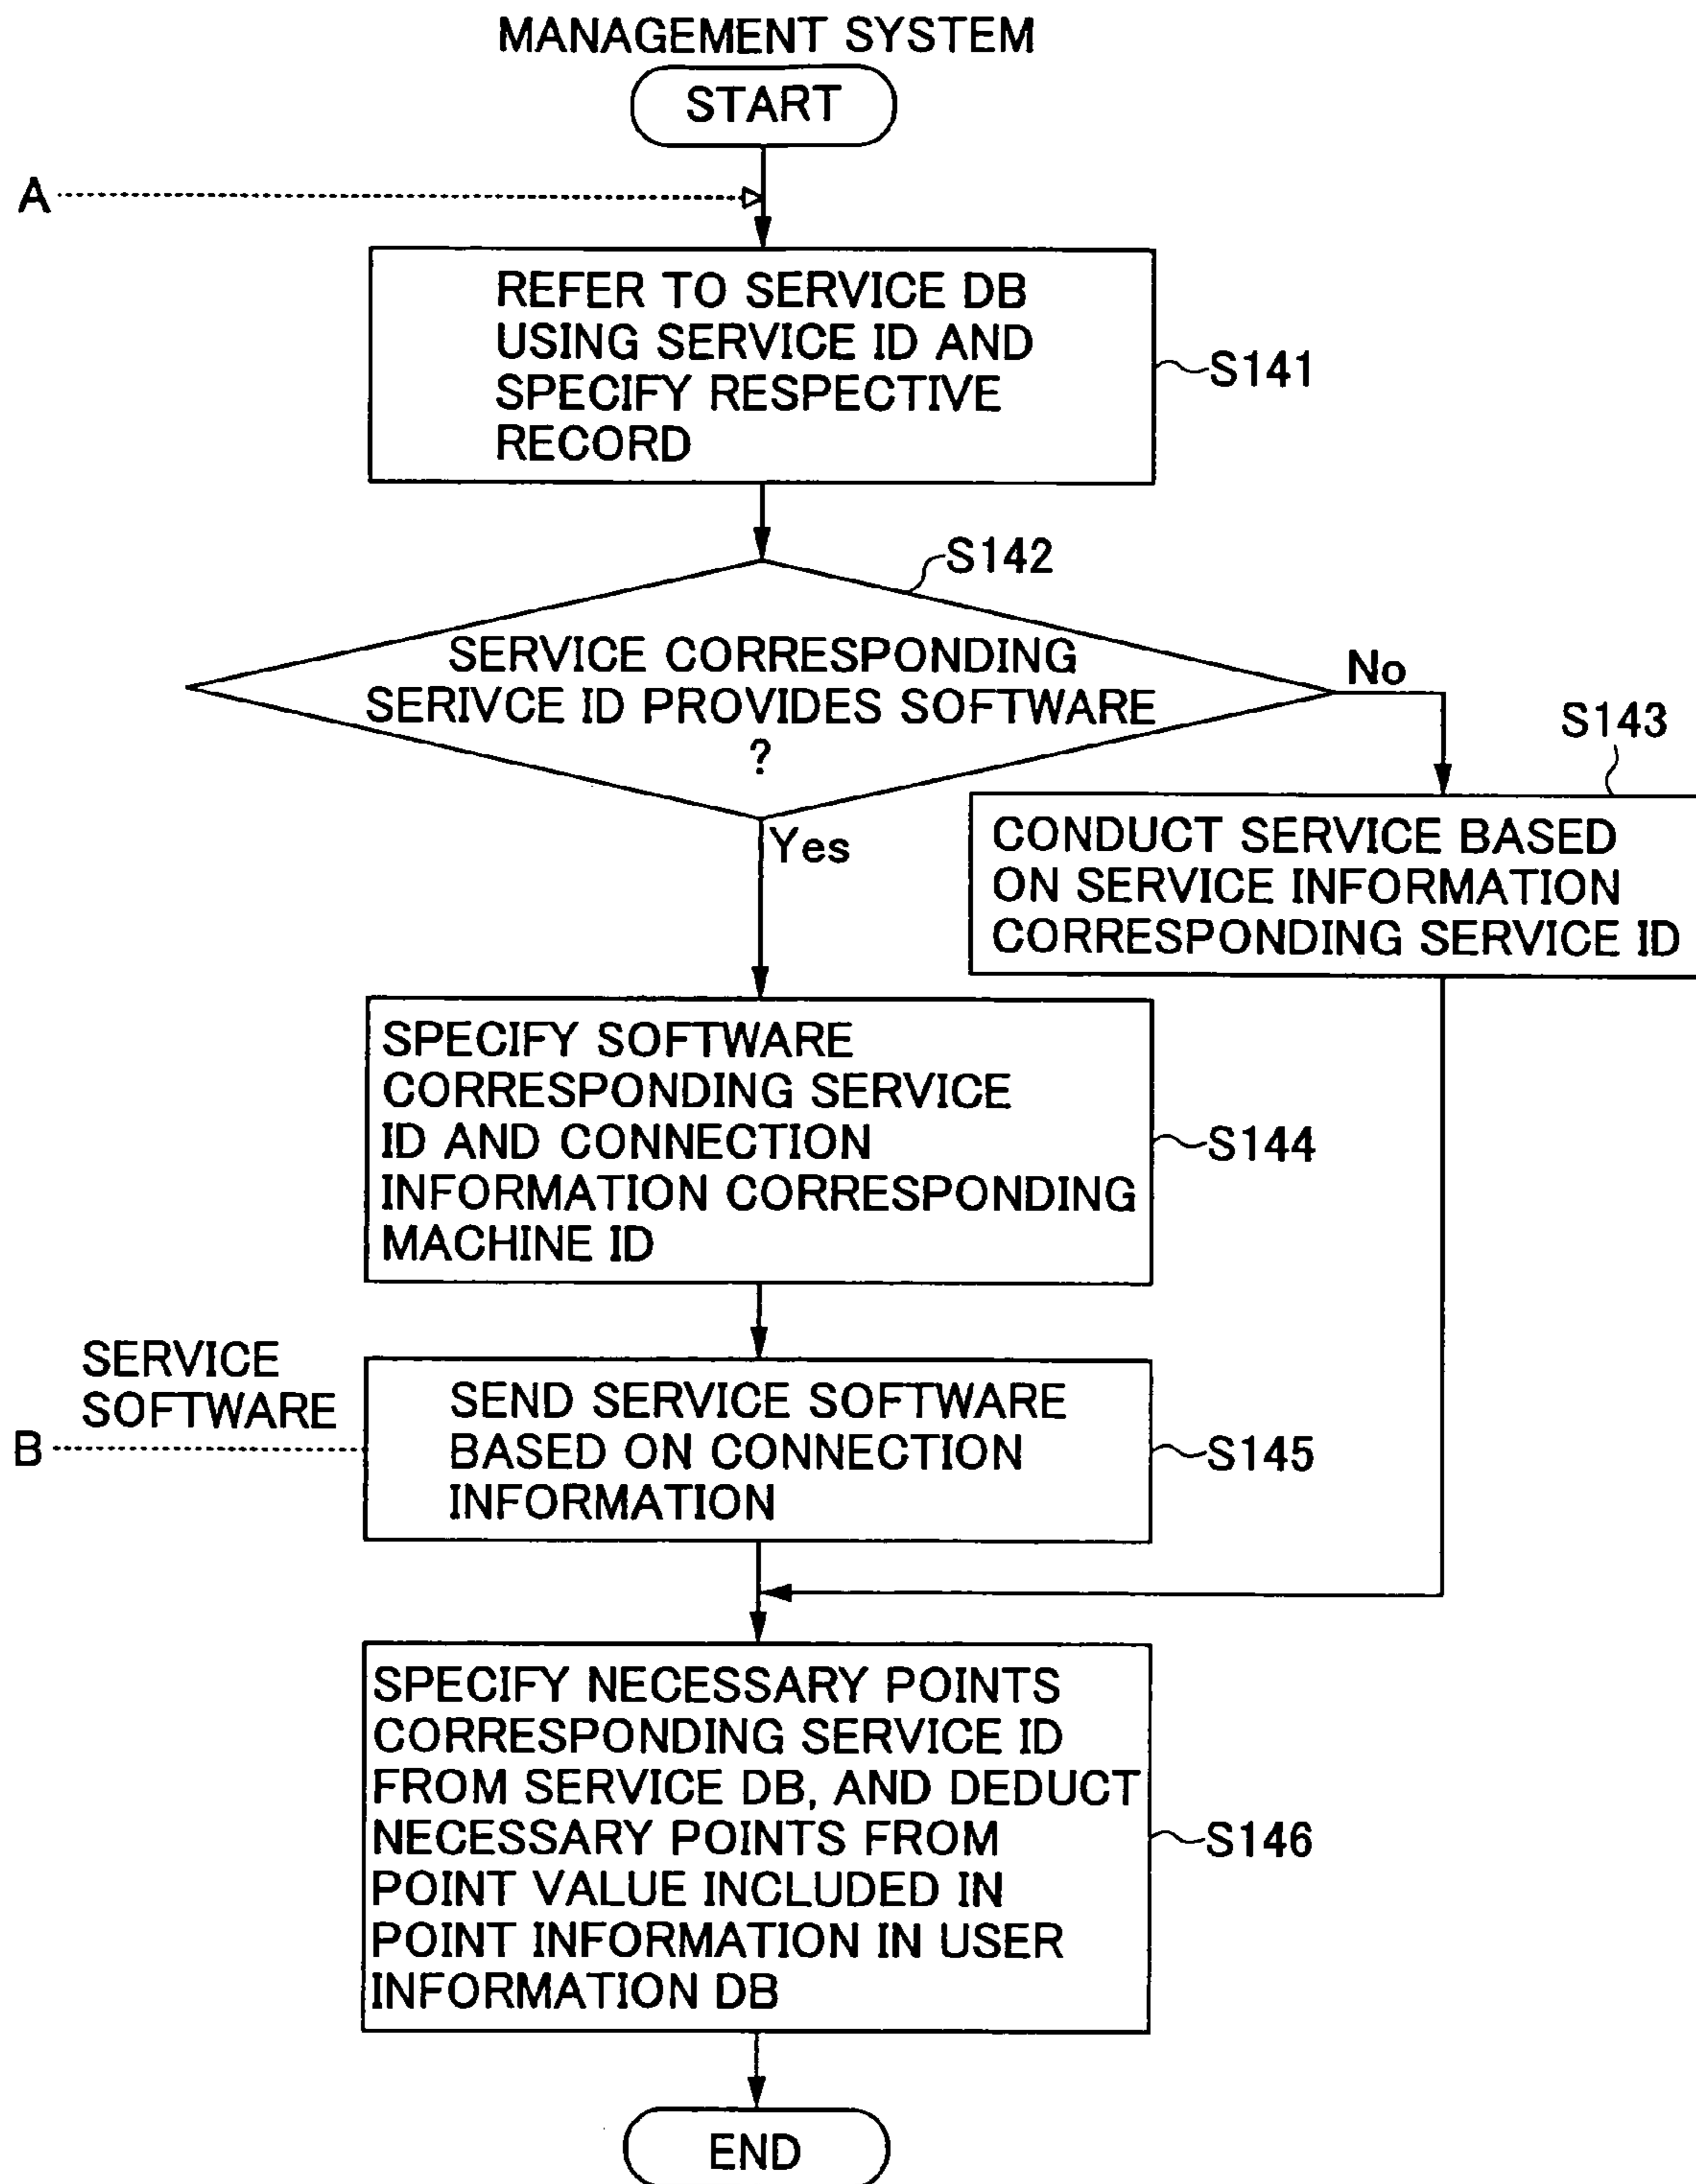 MANAGEMENT SYSTEM
START
A
REFER TO SERVICE DB
USING SERVICE ID AND
SPECIFY RESPECTIVE
RECORD
S141
S142
SERVICE CORRESPONDING
SERIVCE ID PROVIDES SOFTWARE
?
No
Yes
S143
CONDUCT SERVICE BASED
ON SERVICE INFORMATION
CORRESPONDING SERVICE ID
SPECIFY SOFTWARE
CORRESPONDING SERVICE
ID AND CONNECTION
INFORMATION CORRESPONDING
MACHINE ID
S144
SERVICE
SOFTWARE
B
SEND SERVICE SOFTWARE
BASED ON CONNECTION
INFORMATION
S145
SPECIFY NECESSARY POINTS
CORRESPONDING SERVICE ID
FROM SERVICE DB, AND DEDUCT
NECESSARY POINTS FROM
POINT VALUE INCLUDED IN
POINT INFORMATION IN USER
INFORMATION DB
S146
END